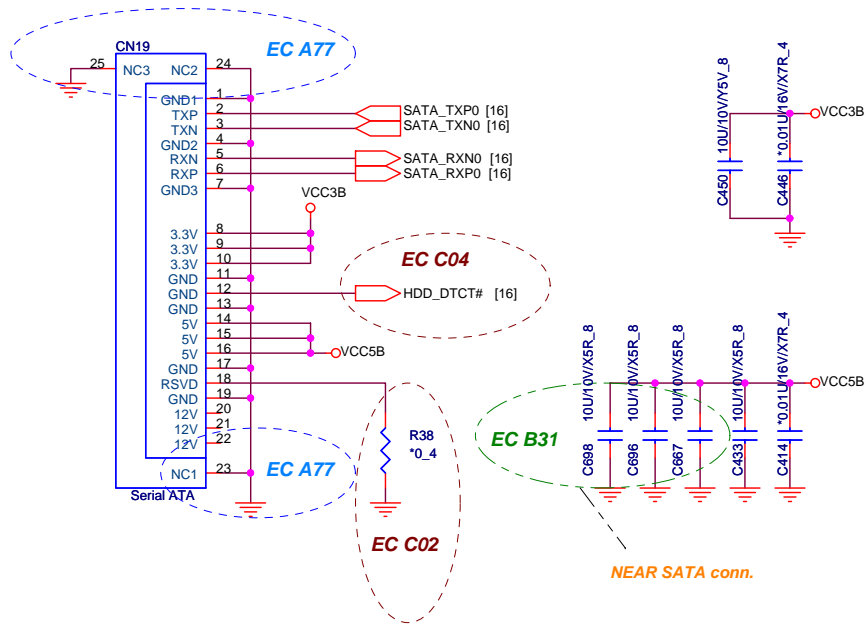 CN19
EC A77
25
NC3
NC2
24
GND1
1
TXP
2
SATA_TXP0 [16]
TXN
3
SATA_TXN0 [16]
GND2
4
RXN
5
SATA_RXN0 [16]
RXP
6
SATA_RXP0 [16]
GND3
7
VCC3B
3.3V
8
3.3V
9
3.3V
10
GND
11
GND
12
HDD_DTCT# [16]
EC C04
GND
13
5V
14
5V
15
5V
16
VCC5B
GND
17
RSVD
18
GND
19
12V
20
12V
21
12V
22
NC1
23
EC A77
Serial ATA
R38
*0_4
EC C02
C450
10U/10V/Y5V_8
C446
*0.01U/16V/X7R_4
VCC3B
C698
10U/10V/X5R_8
C696
10U/10V/X5R_8
C667
10U/10V/X5R_8
C433
10U/10V/X5R_8
C414
*0.01U/16V/X7R_4
VCC5B
EC B31
NEAR SATA conn.